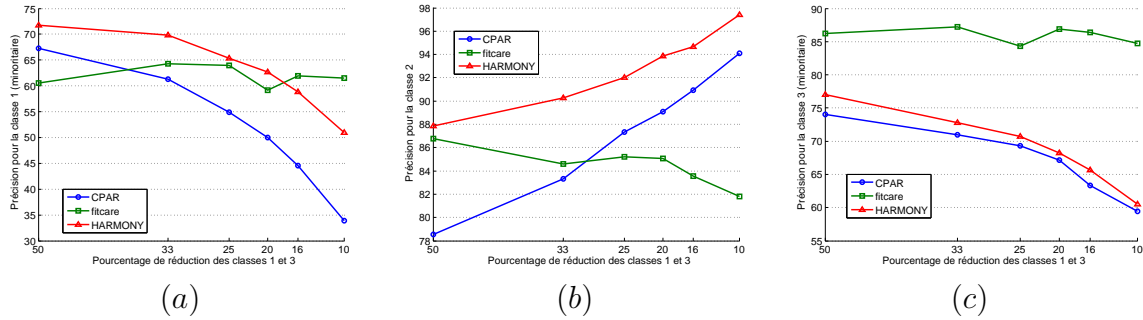 Précision pour la classe 1 (minoritaire)
75
70
65
60
55
50
45
40
35
30
CPAR
fitcare
HARMONY
50
33
25
20
16
10
Pourcentage de réduction des classes 1 et 3
(a)
Précision pour la classe 2
98
96
94
92
90
88
86
84
82
80
78
CPAR
fitcare
HARMONY
50
33
25
20
16
10
Pourcentage de réduction des classes 1 et 3
(b)
Précision pour la classe 3 (minoritaire)
90
85
80
75
70
65
60
55
CPAR
fitcare
HARMONY
50
33
25
20
16
10
Pourcentage de réduction des classes 1 et 3
(c)